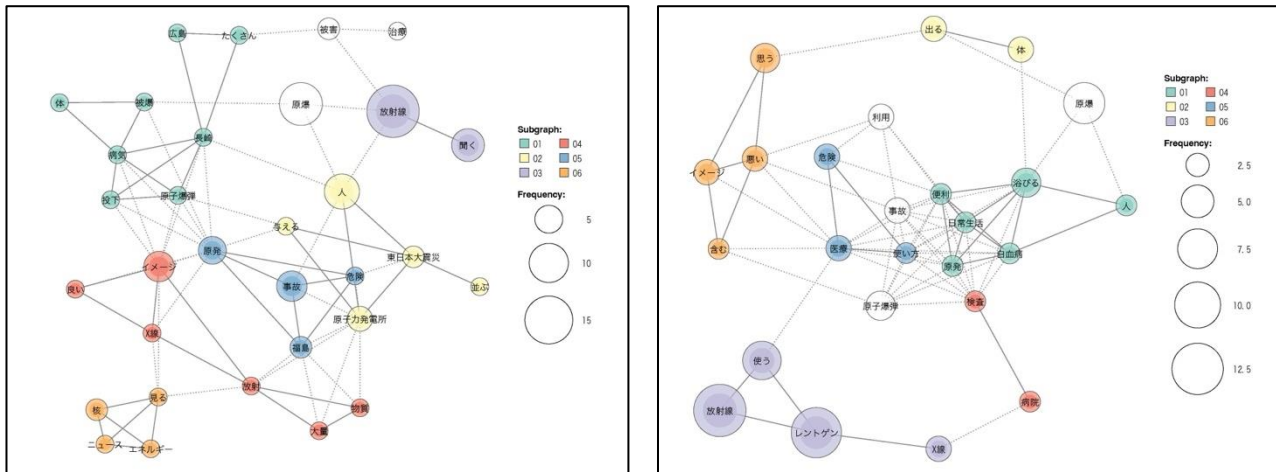 広島
たくさん
被害
治療
体
被爆
原爆
放射線
聞く
長崎
病気
投下
原子爆弾
人
与える
東日本大震災
並ぶ
原発
イメージ
良い
事故
危険
原子力発電所
X線
福島
放射
物質
大量
見る
核
ニュース
エネルギー
Subgraph:
01 04
02 05
03 06
Frequency:
5
10
15
出る
体
思う
原爆
利用
悪い
危険
イメージ
便利
浴びる
人
事故
日常生活
含む
医療
使い方
白血病
原発
原子爆弾
検査
使う
病院
放射線
レントゲン
X線
Subgraph:
01 04
02 05
03 06
Frequency:
2.5
5.0
7.5
10.0
12.5